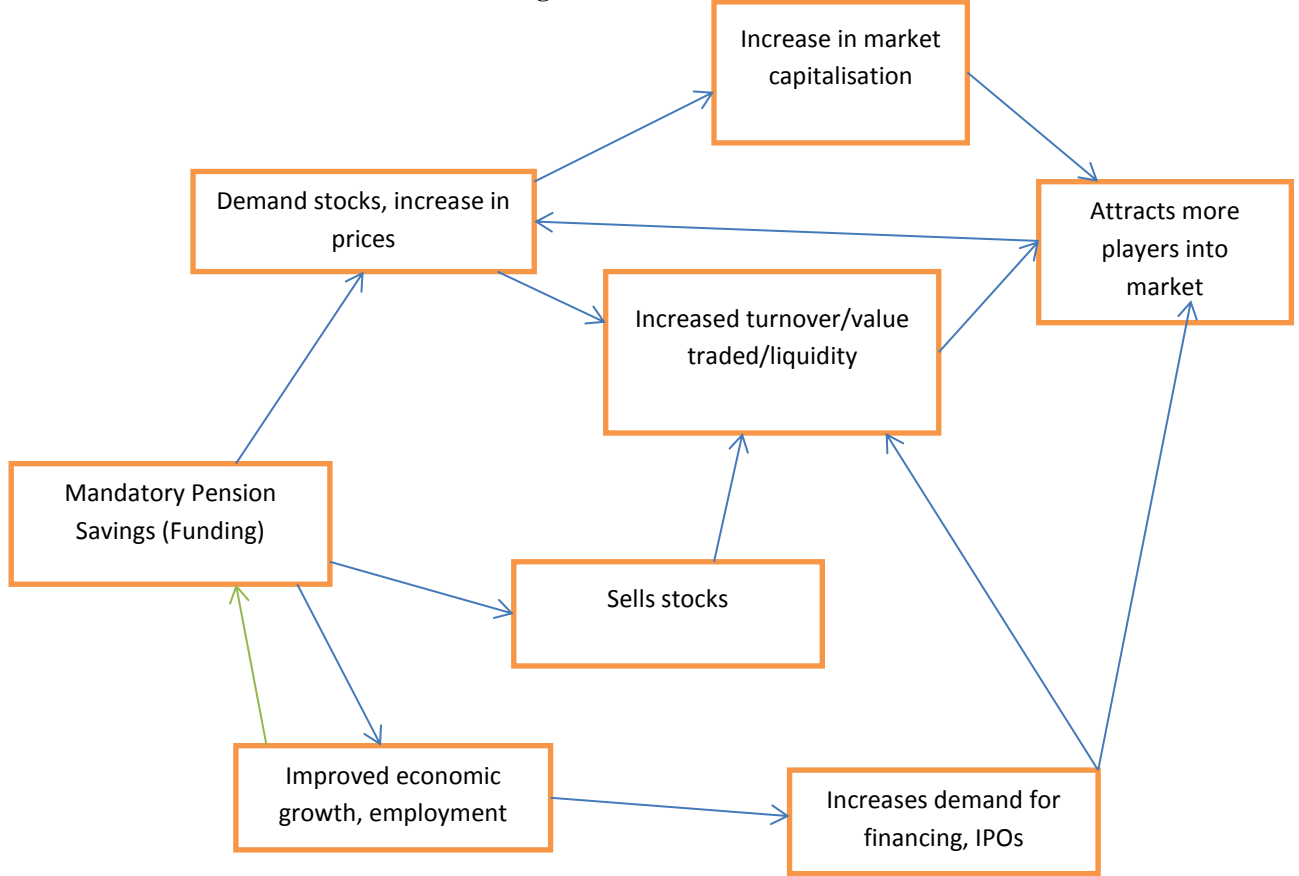 Increase in market
capitalisation
Demand stocks, increase in
prices
Attracts more
players into
market
Increased turnover/value
traded/liquidity
Mandatory Pension
Savings (Funding)
Sells stocks
Improved economic
growth, employment
Increases demand for
financing, IPOs